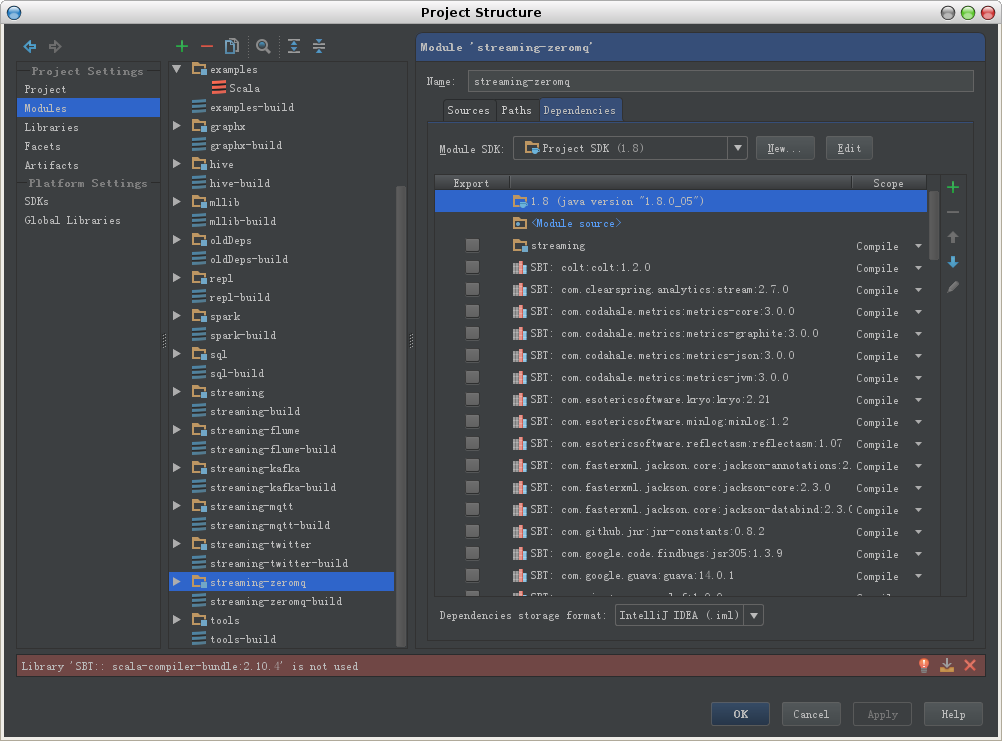 Project Structure
Project Settings
Project
Modules
Libraries
Facets
Artifacts
Platform Settings
SDKs
Global Libraries
examples
Scala
examples-build
graphx
graphx-build
hive
hive-build
mllib
mllib-build
oldDeps
oldDeps-build
repl
repl-build
spark
spark-build
sql
sql-build
streaming
streaming-build
streaming-flume
streaming-flume-build
streaming-kafka
streaming-kafka-build
streaming-mqtt
streaming-mqtt-build
streaming-twitter
streaming-twitter-build
streaming-zeromq
streaming-zeromq-build
tools
tools-build
Module 'streaming-zeromq'
Name: streaming-zeromq
Sources Paths Dependencies
Module SDK: Project SDK (1.8) New... Edit
Export Scope
1.8 (java version "1.8.0_05")
<Module source>
streaming Compile
SBT: colt:colt:1.2.0 Compile
SBT: com.clearspring.analytics:stream:2.7.0 Compile
SBT: com.codahale.metrics:metrics-core:3.0.0 Compile
SBT: com.codahale.metrics:metrics-graphite:3.0.0 Compile
SBT: com.codahale.metrics:metrics-json:3.0.0 Compile
SBT: com.codahale.metrics:metrics-jvm:3.0.0 Compile
SBT: com.esotericsoftware.kryo:kryo:2.21 Compile
SBT: com.esotericsoftware.minlog:minlog:1.2 Compile
SBT: com.esotericsoftware.reflectasm:reflectasm:1.07 Compile
SBT: com.fasterxml.jackson.core:jackson-annotations:2. Compile
SBT: com.fasterxml.jackson.core:jackson-core:2.3.0 Compile
SBT: com.fasterxml.jackson.core:jackson-databind:2.3.0 Compile
SBT: com.github.jnr:jnr-constants:0.8.2 Compile
SBT: com.google.code.findbugs:jsr305:1.3.9 Compile
SBT: com.google.guava:guava:14.0.1 Compile
Dependencies storage format: IntelliJ IDEA (.iml)
Library 'SBT:: scala-compiler-bundle:2.10.4' is not used
OK Cancel Apply Help